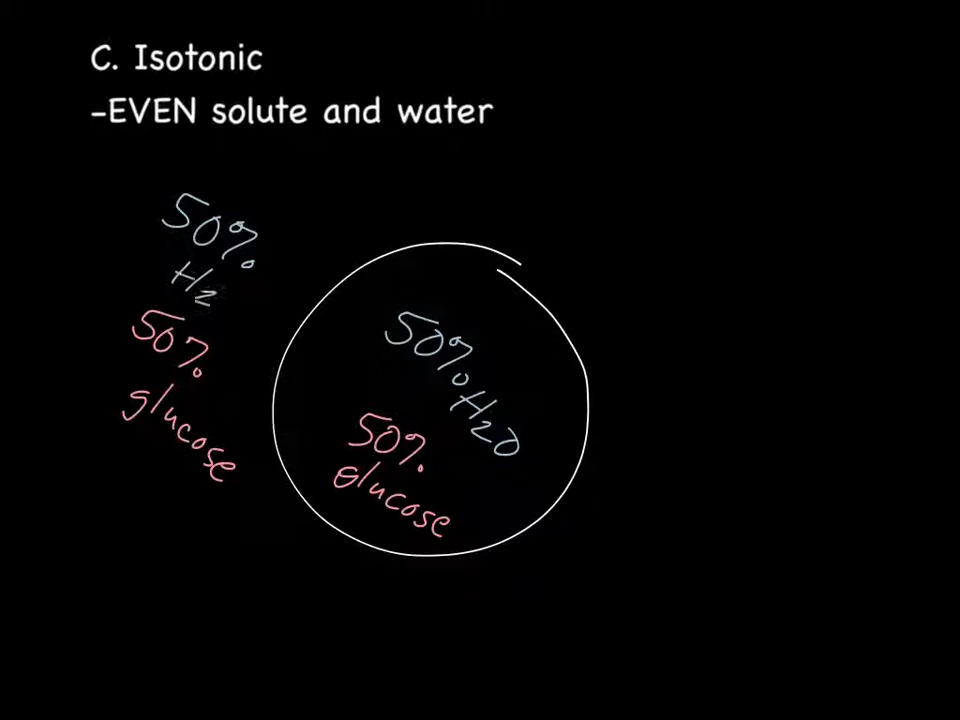 C. Isotonic
-EVEN solute and water
50%
H2
50%
glucose
50%
H2O
50%
glucose